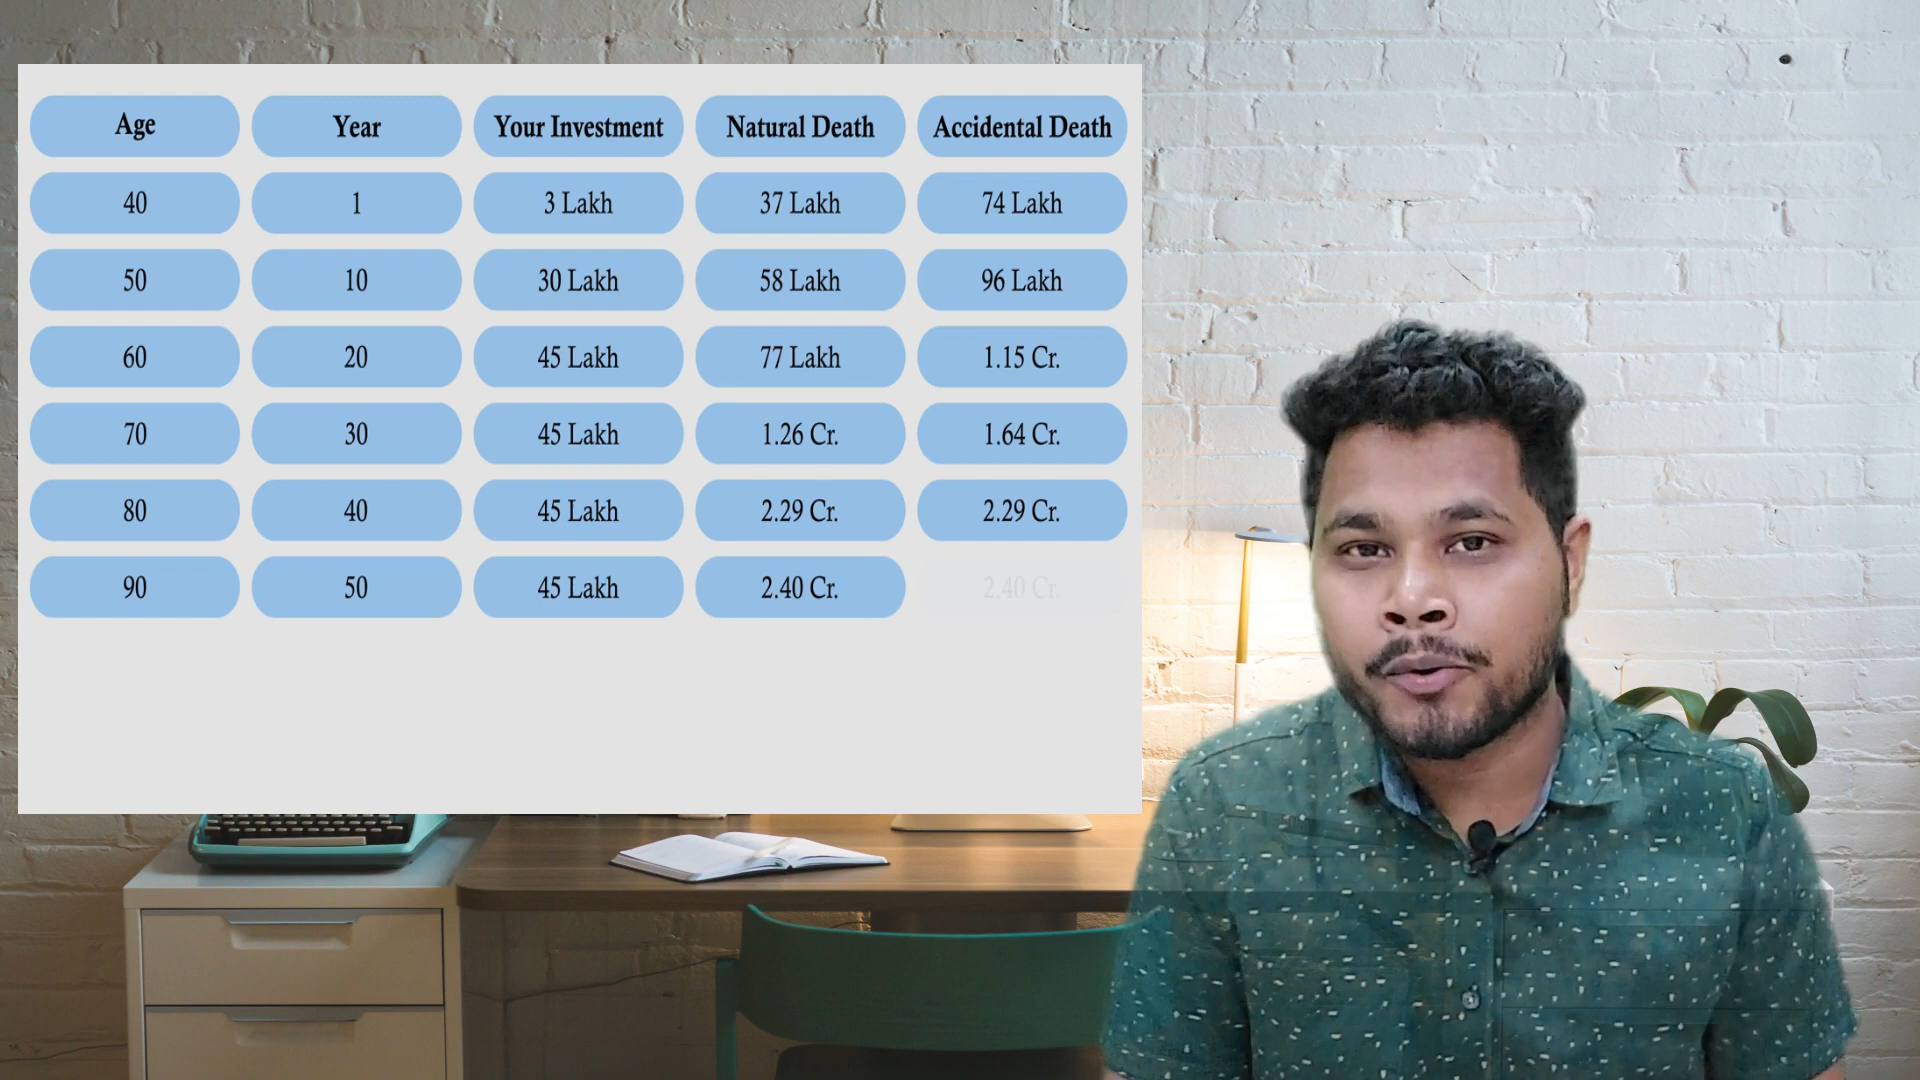 Age Year Your Investment Natural Death Accidental Death
40 1 3 Lakh 37 Lakh 74 Lakh
50 10 30 Lakh 58 Lakh 96 Lakh
60 20 45 Lakh 77 Lakh 1.15 Cr.
70 30 45 Lakh 1.26 Cr. 1.64 Cr.
80 40 45 Lakh 2.29 Cr. 2.29 Cr.
90 50 45 Lakh 2.40 Cr. 2.40 Cr.